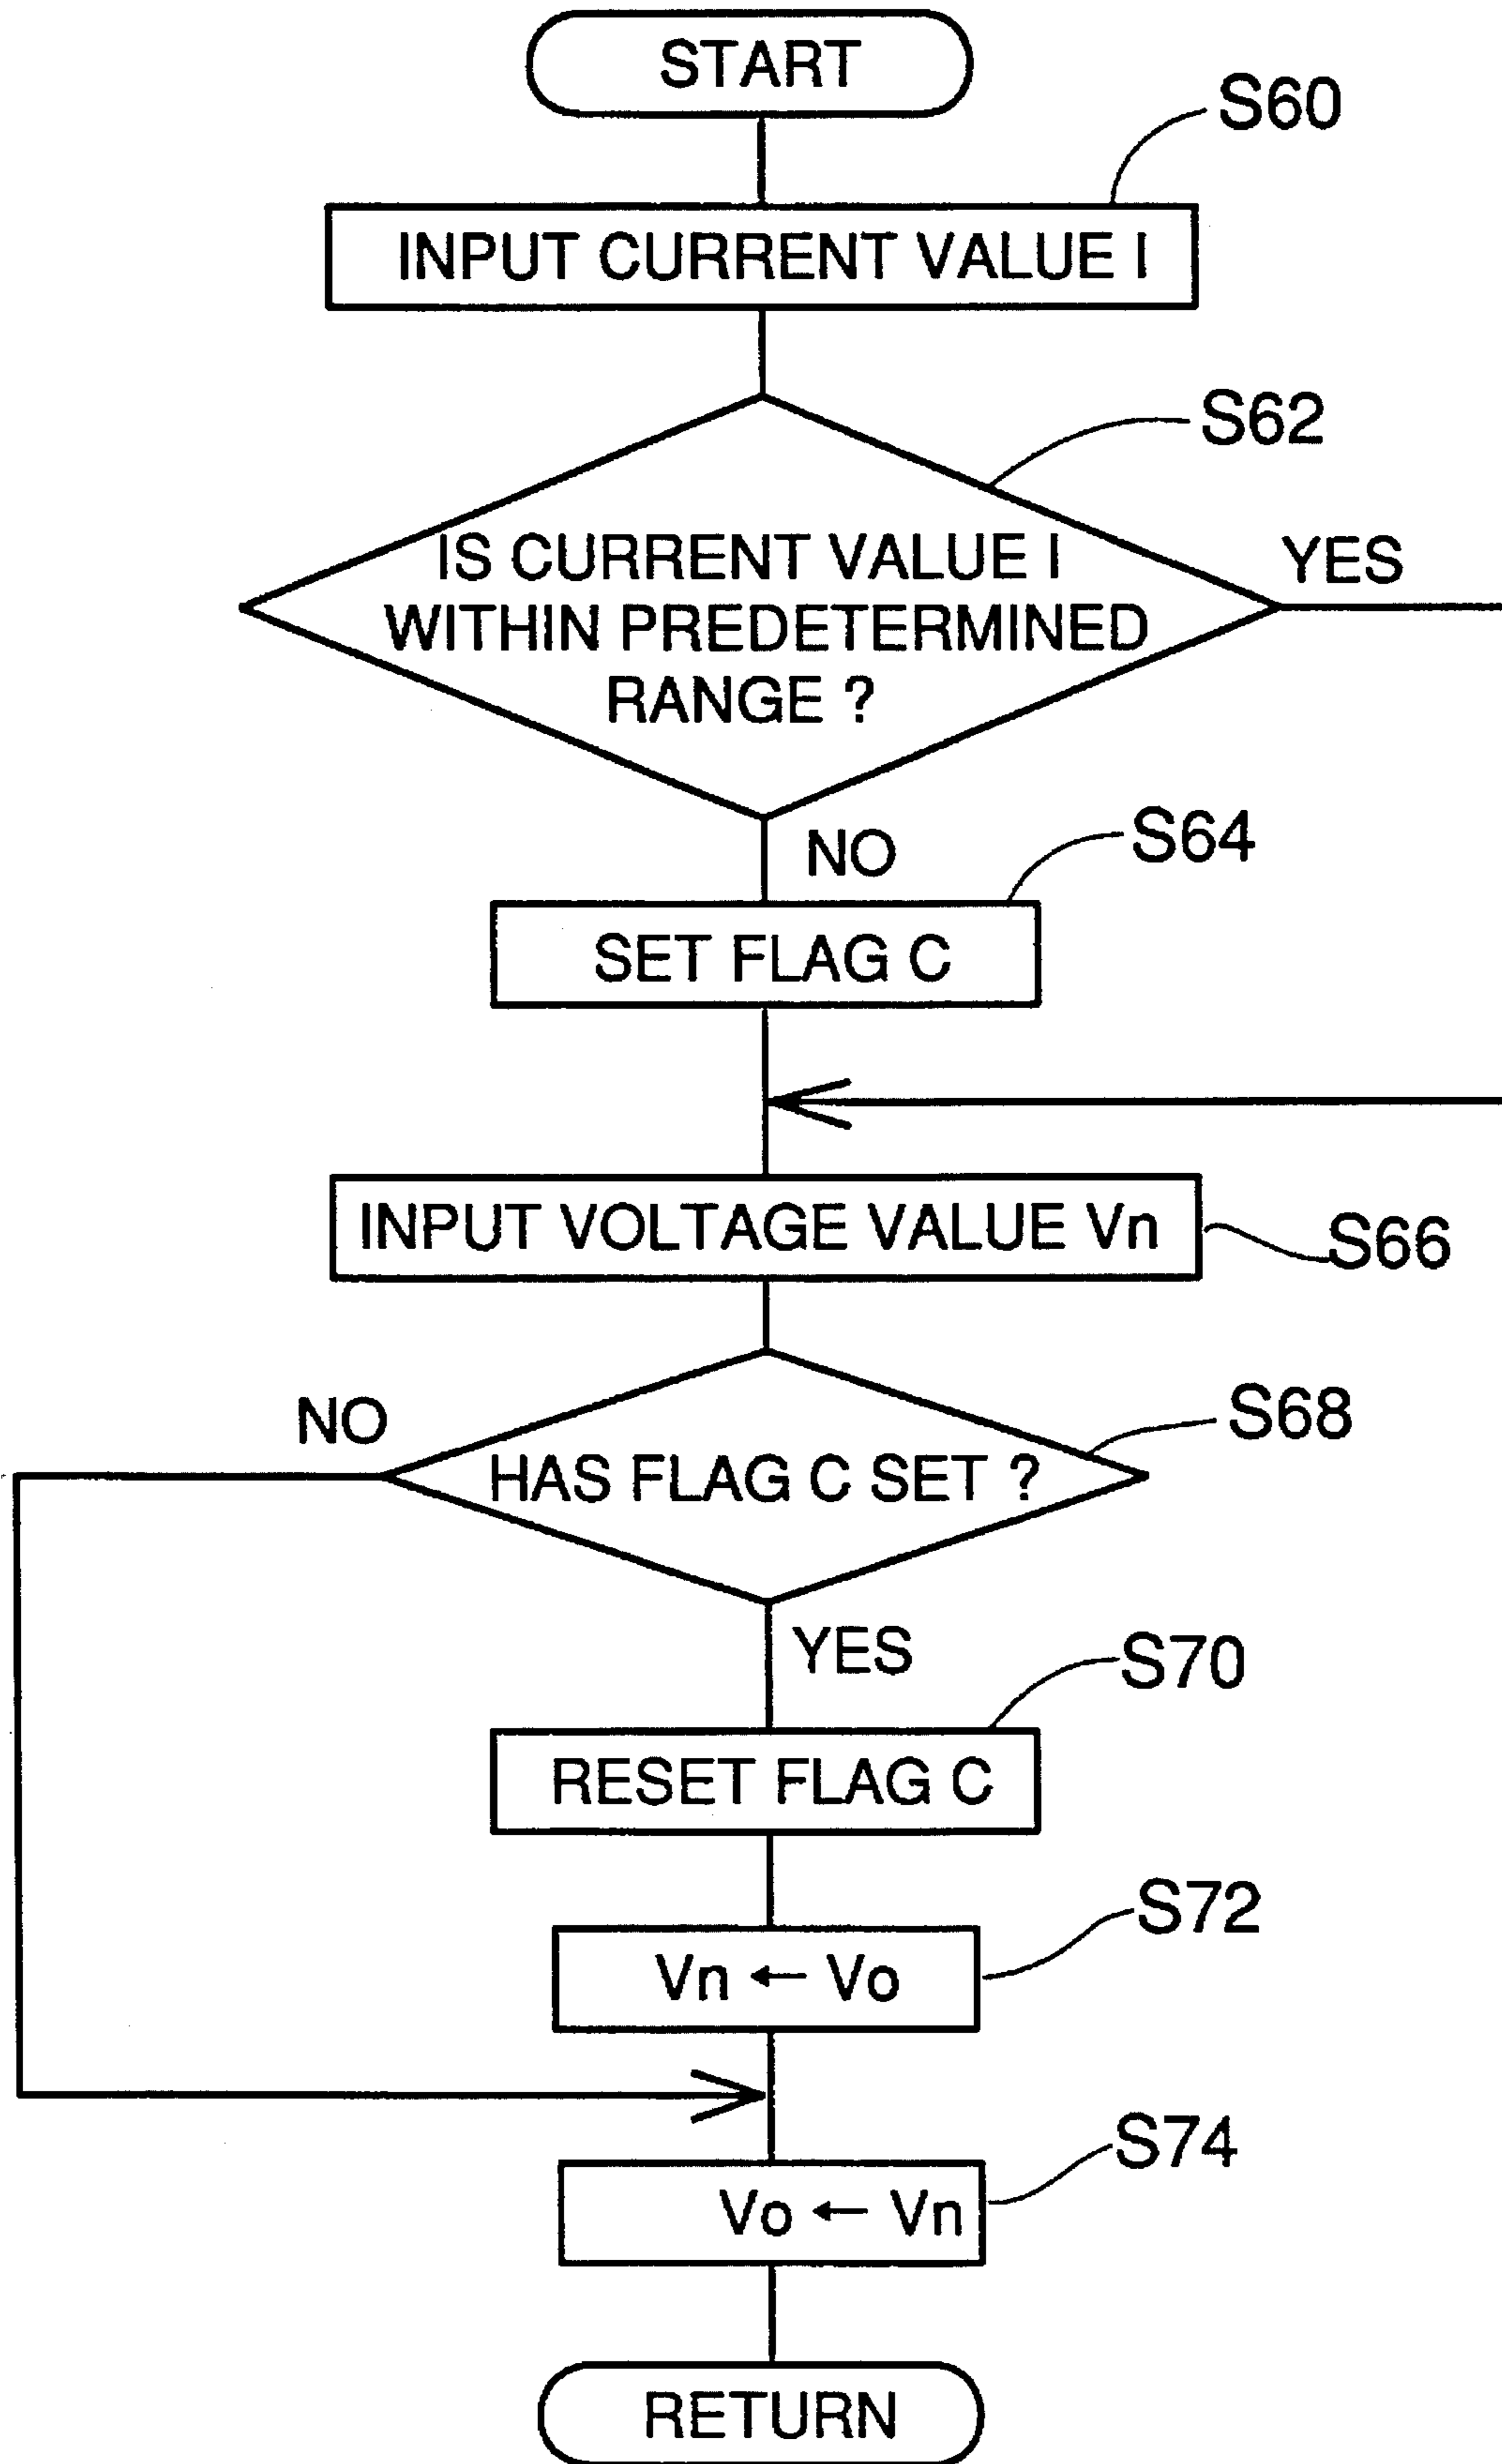 START
S60
INPUT CURRENT VALUE I
S62
IS CURRENT VALUE I
WITHIN PREDETERMINED
RANGE ?
YES
NO
S64
SET FLAG C
INPUT VOLTAGE VALUE Vn
S66
NO
S68
HAS FLAG C SET ?
YES
S70
RESET FLAG C
S72
Vn ← Vo
S74
Vo ← Vn
RETURN